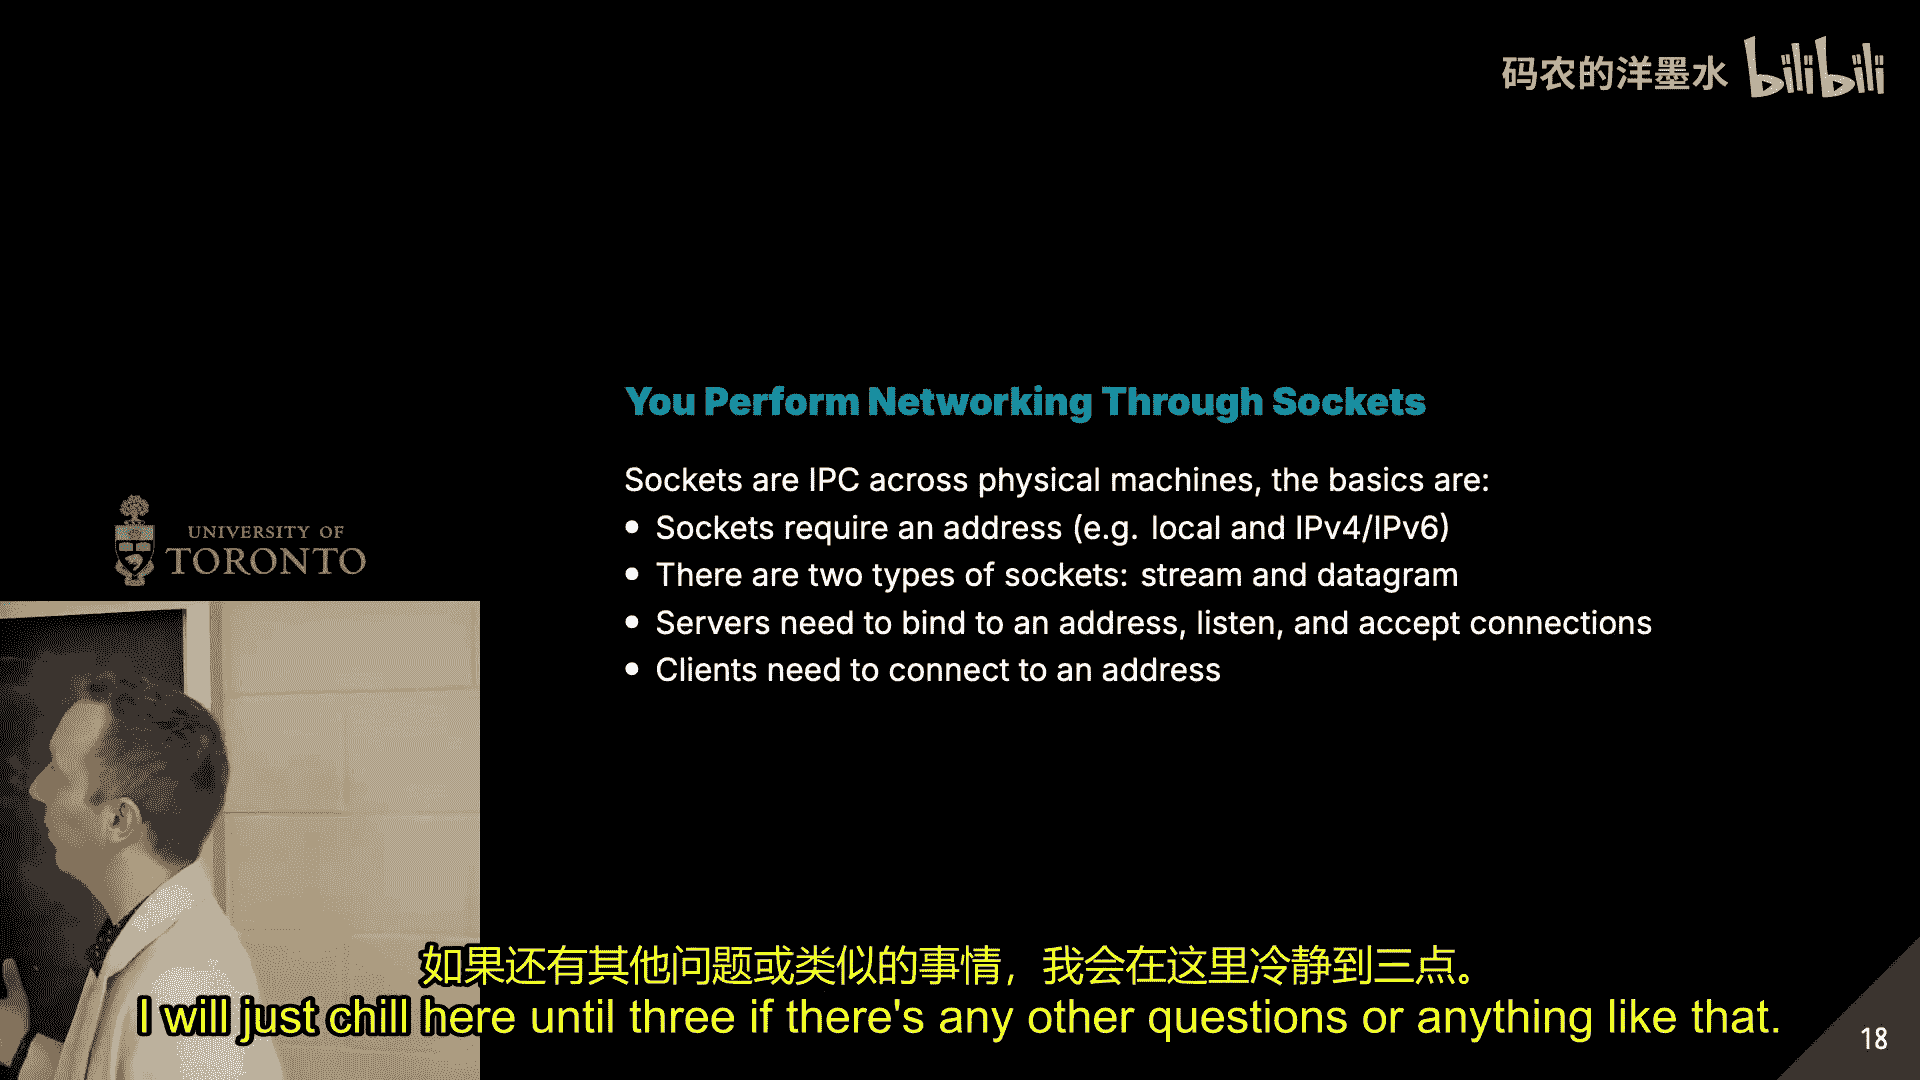 码农的洋墨水 bilibili
You Perform Networking Through Sockets
Sockets are IPC across physical machines, the basics are:
• Sockets require an address (e.g. local and IPv4/IPv6)
• There are two types of sockets: stream and datagram
• Servers need to bind to an address, listen, and accept connections
• Clients need to connect to an address
UNIVERSITY OF
TORONTO
如果还有其他问题或类似的事情，我会在这里冷静到三点。
I will just chill here until three if there's any other questions or anything like that.
18